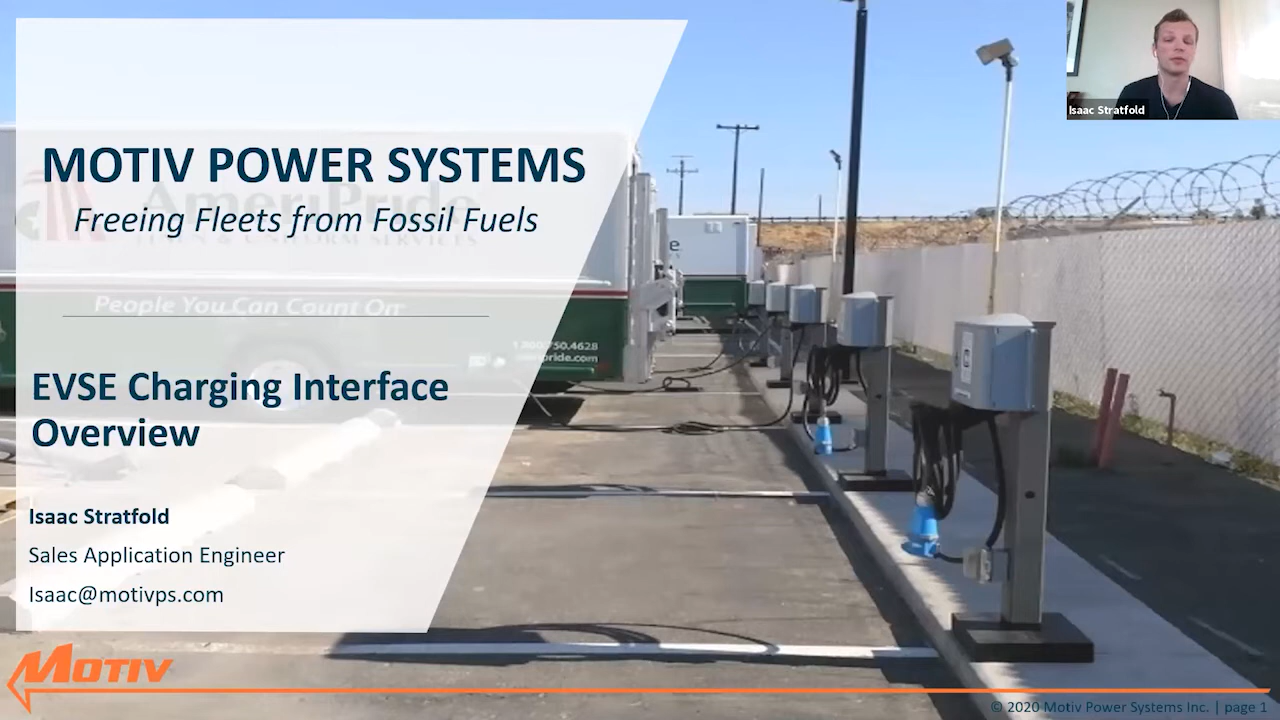 MOTIV POWER SYSTEMS
Freeing Fleets from Fossil Fuels
AmeriPride
People You Can Count On
EVSE Charging Interface
Overview
Isaac Stratfold
Sales Application Engineer
Isaac@motivps.com
MOTIV
© 2020 Motiv Power Systems Inc. | page 1
Isaac Stratfold